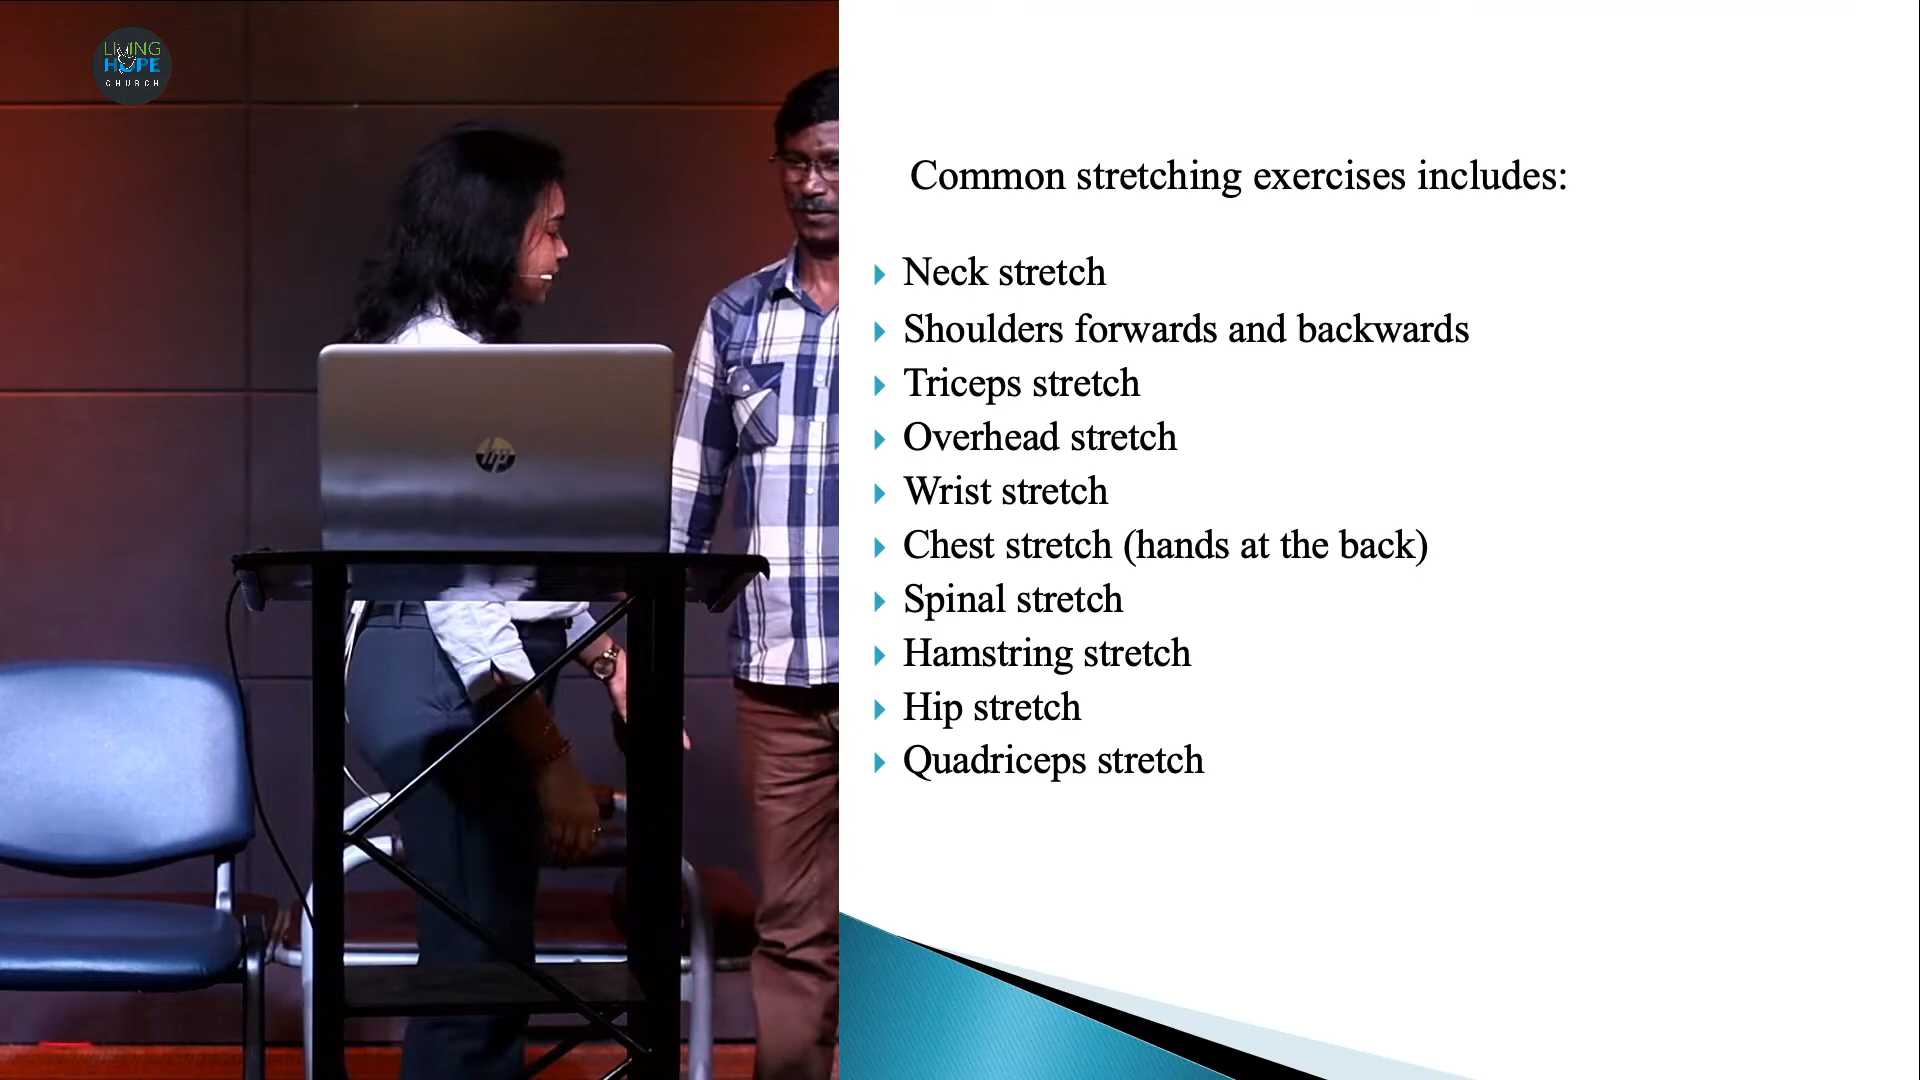 LIVING
HOPE
CHURCH
Common stretching exercises includes:
Neck stretch
Shoulders forwards and backwards
Triceps stretch
Overhead stretch
Wrist stretch
Chest stretch (hands at the back)
Spinal stretch
Hamstring stretch
Hip stretch
Quadriceps stretch
hp